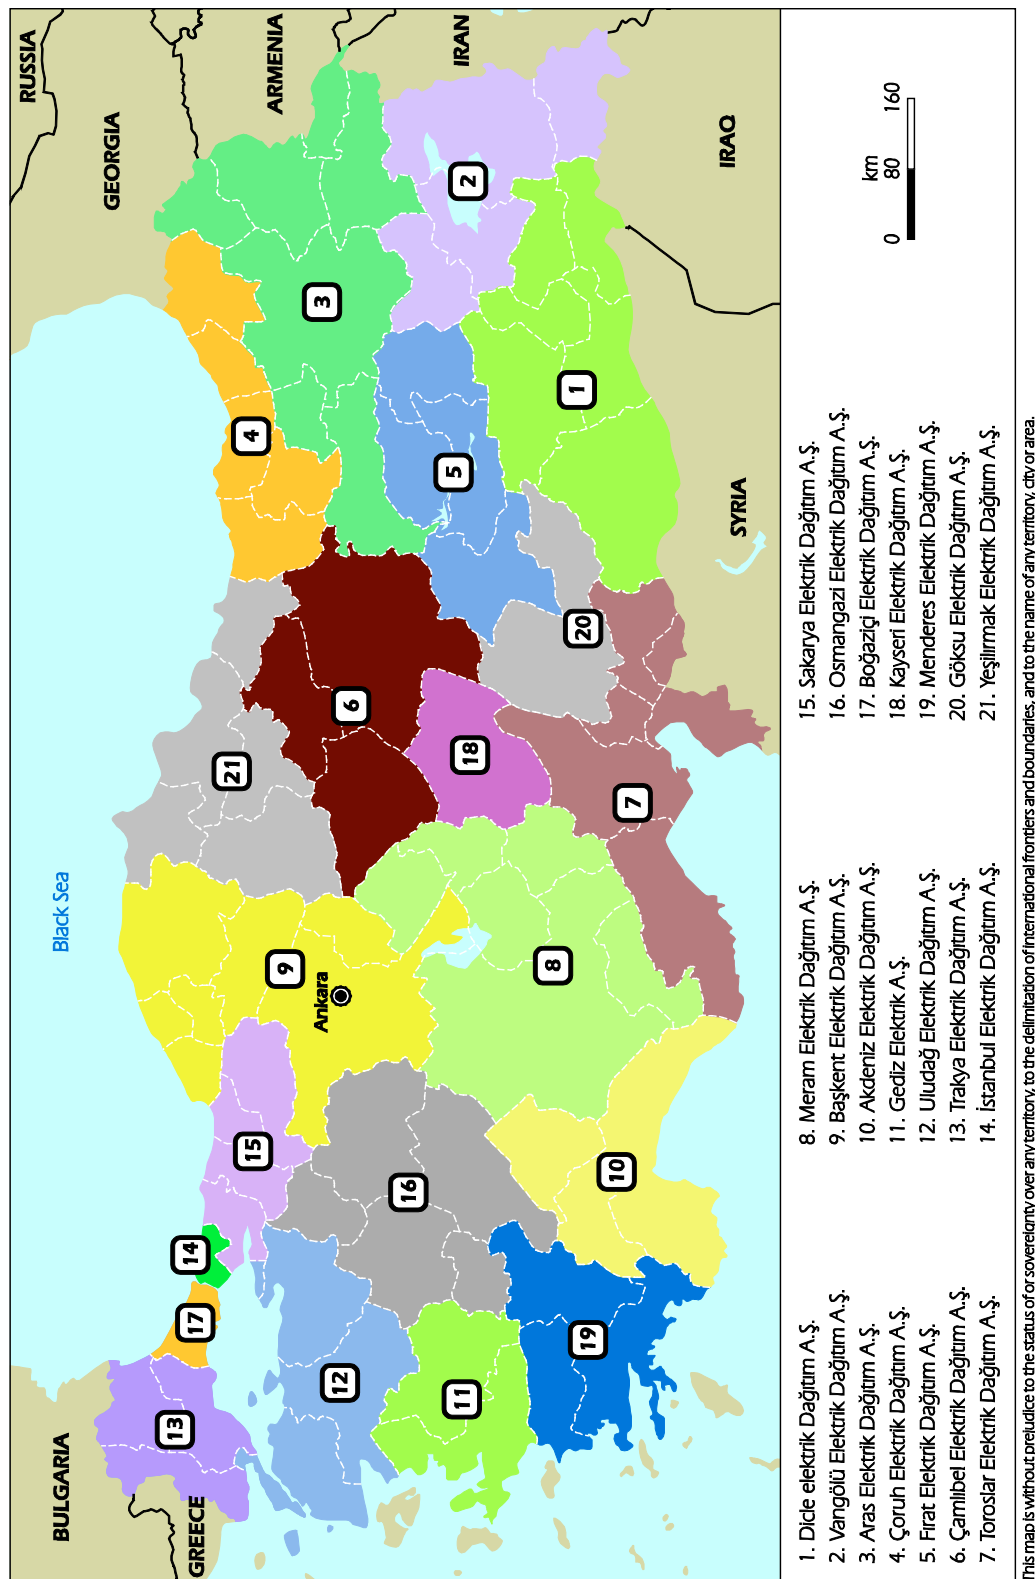 RUSSIA
GEORGIA
ARMENIA
IRAN
IRAQ
SYRIA
BULGARIA
GREECE
Black Sea
Ankara
1
2
3
4
5
6
7
8
9
10
11
12
13
14
15
16
17
18
19
20
21
km
0 80 160
1. Dicle elektrik Dağıtım A.Ş.
2. Vangölü Elektrik Dağıtım A.Ş.
3. Aras Elektrik Dağıtım A.Ş.
4. Çoruh Elektrik Dağıtım A.Ş.
5. Fırat Elektrik Dağıtım A.Ş.
6. Çamlıbel Elektrik Dağıtım A.Ş.
7. Toroslar Elektrik Dağıtım A.Ş.
8. Meram Elektrik Dağıtım A.Ş.
9. Başkent Elektrik Dağıtım A.Ş.
10. Akdeniz Elektrik Dağıtım A.Ş.
11. Gediz Elektrik A.Ş.
12. Uludağ Elektrik Dağıtım A.Ş.
13. Trakya Elektrik Dağıtım A.Ş.
14. İstanbul Elektrik Dağıtım A.Ş.
15. Sakarya Elektrik Dağıtım A.Ş.
16. Osmangazi Elektrik Dağıtım A.Ş.
17. Boğaziçi Elektrik Dağıtım A.Ş.
18. Kayseri Elektrik Dağıtım A.Ş.
19. Menderes Elektrik Dağıtım A.Ş.
20. Göksu Elektrik Dağıtım A.Ş.
21. Yeşilırmak Elektrik Dağıtım A.Ş.
This map is without prejudice to the status of or sovereignty over any territory, to the delimitation of international frontiers and boundaries, and to the name of any territory, city or area.